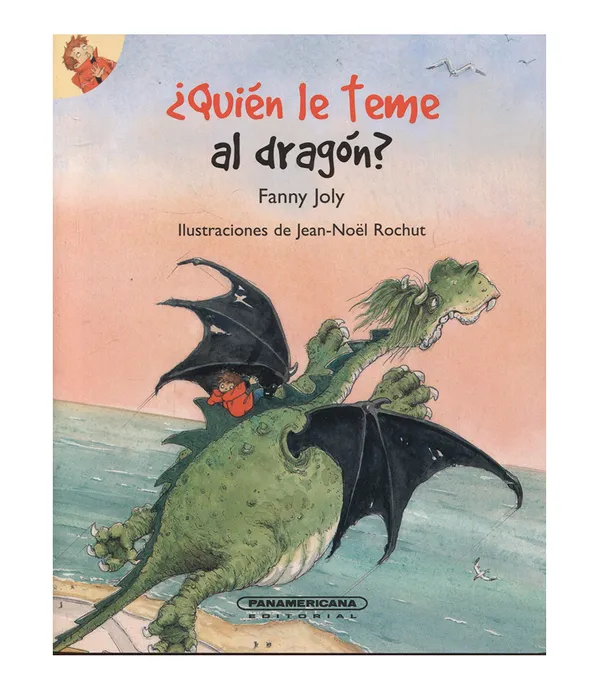 ¿Quién le teme
al dragón?
Fanny Joly
Ilustraciones de Jean-Noël Rochut
PANAMERICANA
EDITORIAL